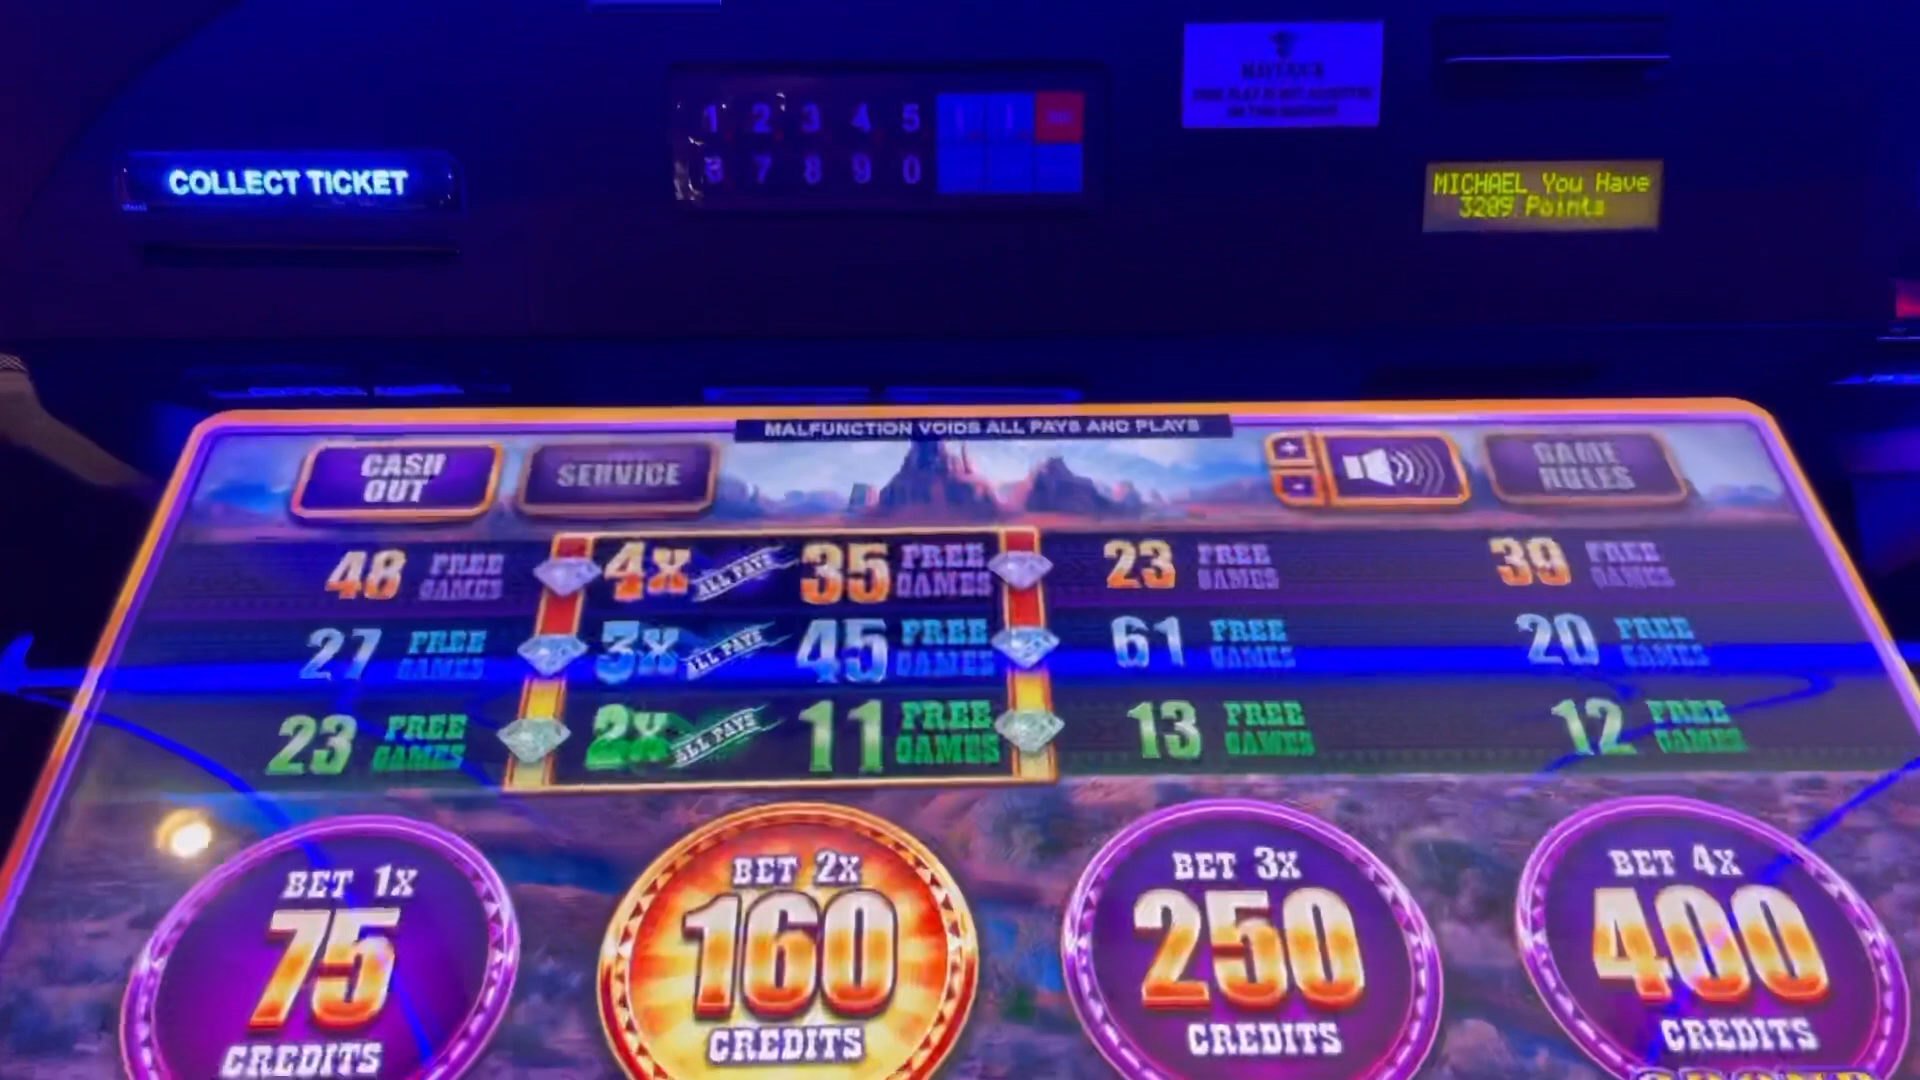 1 2 3 4 5
7 8 9 0
COLLECT TICKET
MICHAEL You Have
3289 Points
MALFUNCTION VOIDS ALL PAYS AND PLAYS
CASH
OUT
SERVICE
GAME
RULES
48 FREE GAMES
4X ALL PAYS 35 FREE GAMES
23 FREE GAMES
39 FREE GAMES
27 FREE GAMES
3X ALL PAYS 45 FREE GAMES
61 FREE GAMES
20 FREE GAMES
23 FREE GAMES
2X ALL PAYS 11 FREE GAMES
13 FREE GAMES
12 FREE GAMES
BET 1X
75
CREDITS
BET 2X
160
CREDITS
BET 3X
250
CREDITS
BET 4X
400
CREDITS